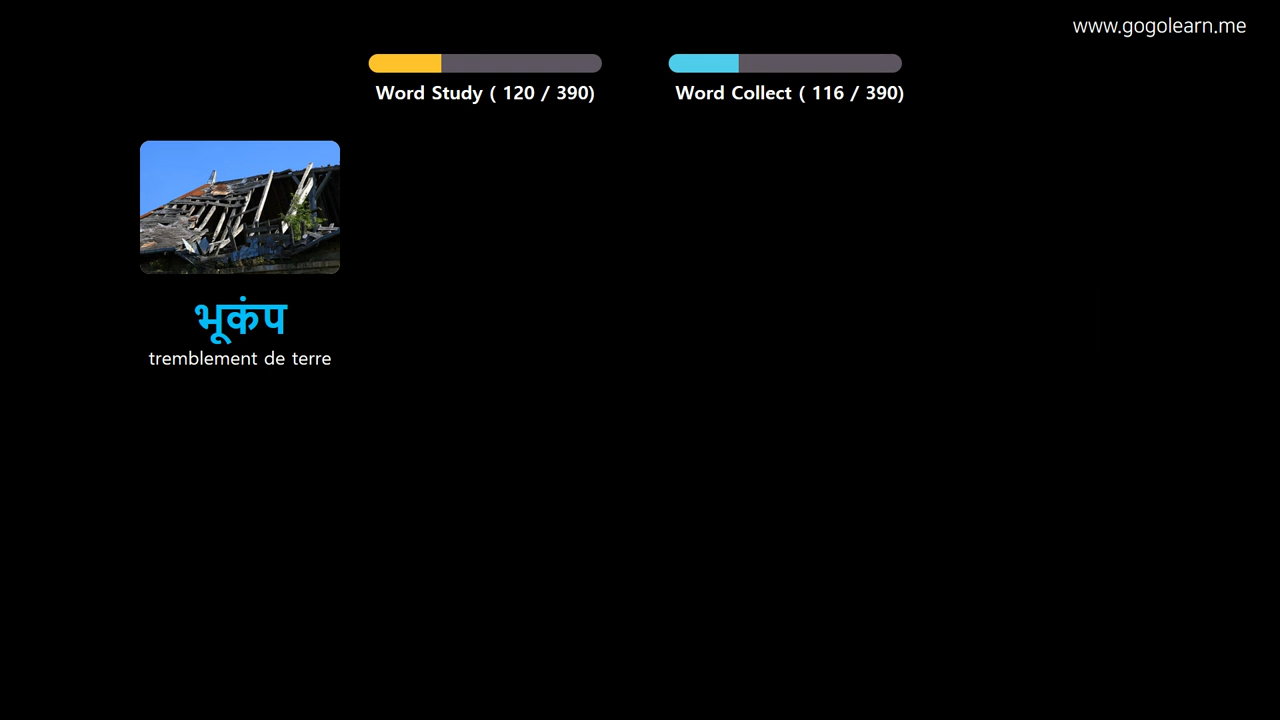 www.gogolearn.me
Word Study ( 120 / 390)
Word Collect ( 116 / 390)
भूकंप
tremblement de terre